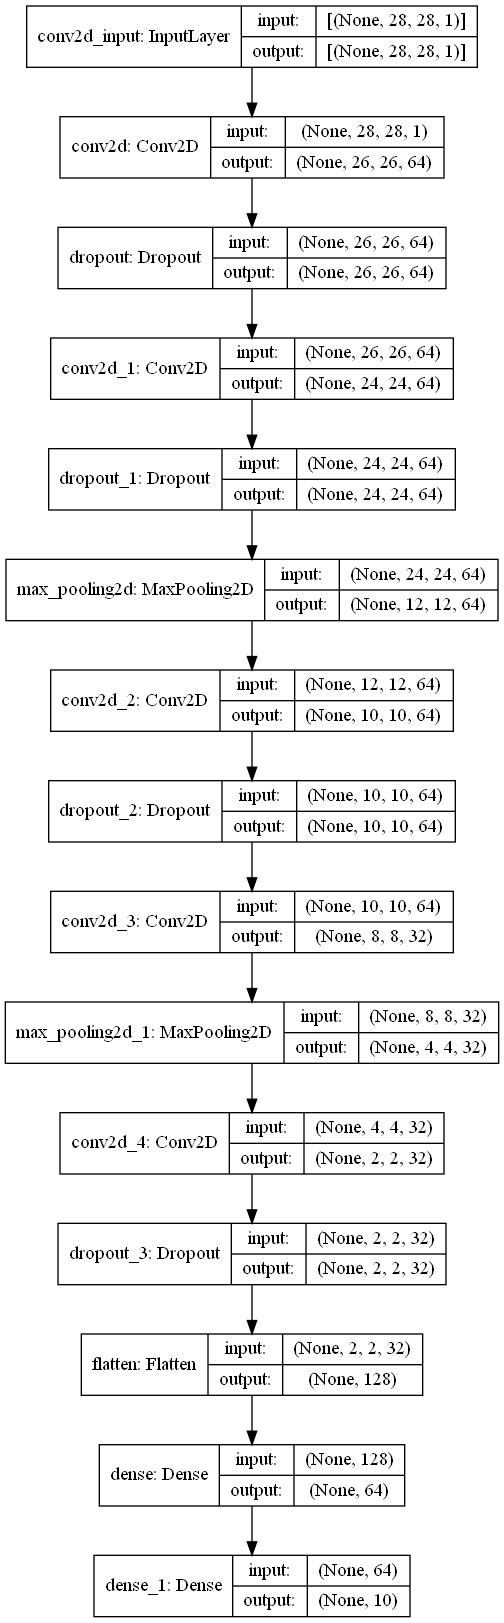 conv2d_input: InputLayer input: [(None, 28, 28, 1)]
output: [(None, 28, 28, 1)]
conv2d: Conv2D input: (None, 28, 28, 1)
output: (None, 26, 26, 64)
dropout: Dropout input: (None, 26, 26, 64)
output: (None, 26, 26, 64)
conv2d_1: Conv2D input: (None, 26, 26, 64)
output: (None, 24, 24, 64)
dropout_1: Dropout input: (None, 24, 24, 64)
output: (None, 24, 24, 64)
max_pooling2d: MaxPooling2D input: (None, 24, 24, 64)
output: (None, 12, 12, 64)
conv2d_2: Conv2D input: (None, 12, 12, 64)
output: (None, 10, 10, 64)
dropout_2: Dropout input: (None, 10, 10, 64)
output: (None, 10, 10, 64)
conv2d_3: Conv2D input: (None, 10, 10, 64)
output: (None, 8, 8, 32)
max_pooling2d_1: MaxPooling2D input: (None, 8, 8, 32)
output: (None, 4, 4, 32)
conv2d_4: Conv2D input: (None, 4, 4, 32)
output: (None, 2, 2, 32)
dropout_3: Dropout input: (None, 2, 2, 32)
output: (None, 2, 2, 32)
flatten: Flatten input: (None, 2, 2, 32)
output: (None, 128)
dense: Dense input: (None, 128)
output: (None, 64)
dense_1: Dense input: (None, 64)
output: (None, 10)